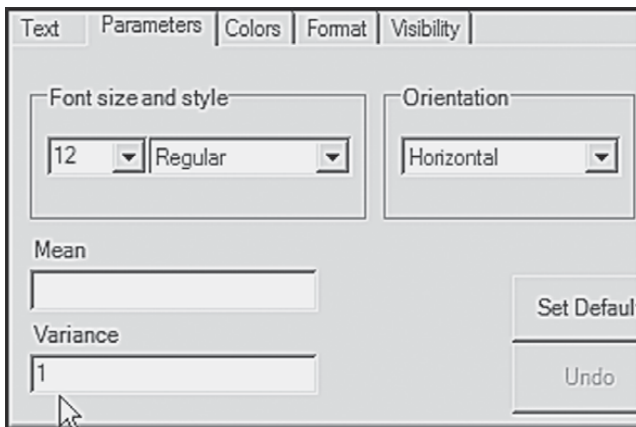 Text Parameters Colors Format Visibility
Font size and style
Orientation
12 Regular
Horizontal
Mean
Set Defaul
Variance
1
Undo